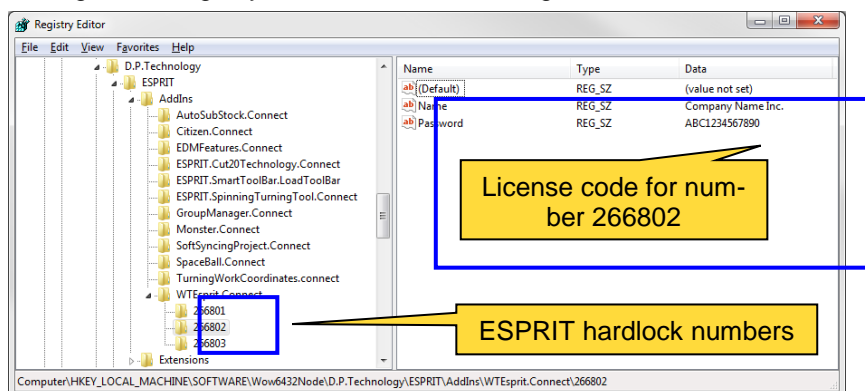 Registry Editor
File Edit View Favorites Help
D.P.Technology
ESPRIT
AddIns
AutoSubStock.Connect
Citizen.Connect
EDMFeatures.Connect
ESPRIT.Cut20Technology.Connect
ESPRIT.SmartToolBar.LoadToolBar
ESPRIT.SpinningTurningTool.Connect
GroupManager.Connect
Monster.Connect
SoftSyncingProject.Connect
SpaceBall.Connect
TurningWorkCoordinates.connect
WTEsprit.Connect
266801
266802
266803
Extensions
Name Type Data
(Default) REG_SZ (value not set)
Name REG_SZ Company Name Inc.
Password REG_SZ ABC1234567890
License code for num-
ber 266802
ESPRIT hardlock numbers
Computer\HKEY_LOCAL_MACHINE\SOFTWARE\Wow6432Node\D.P.Technology\ESPRIT\AddIns\WTEsprit.Connect\266802